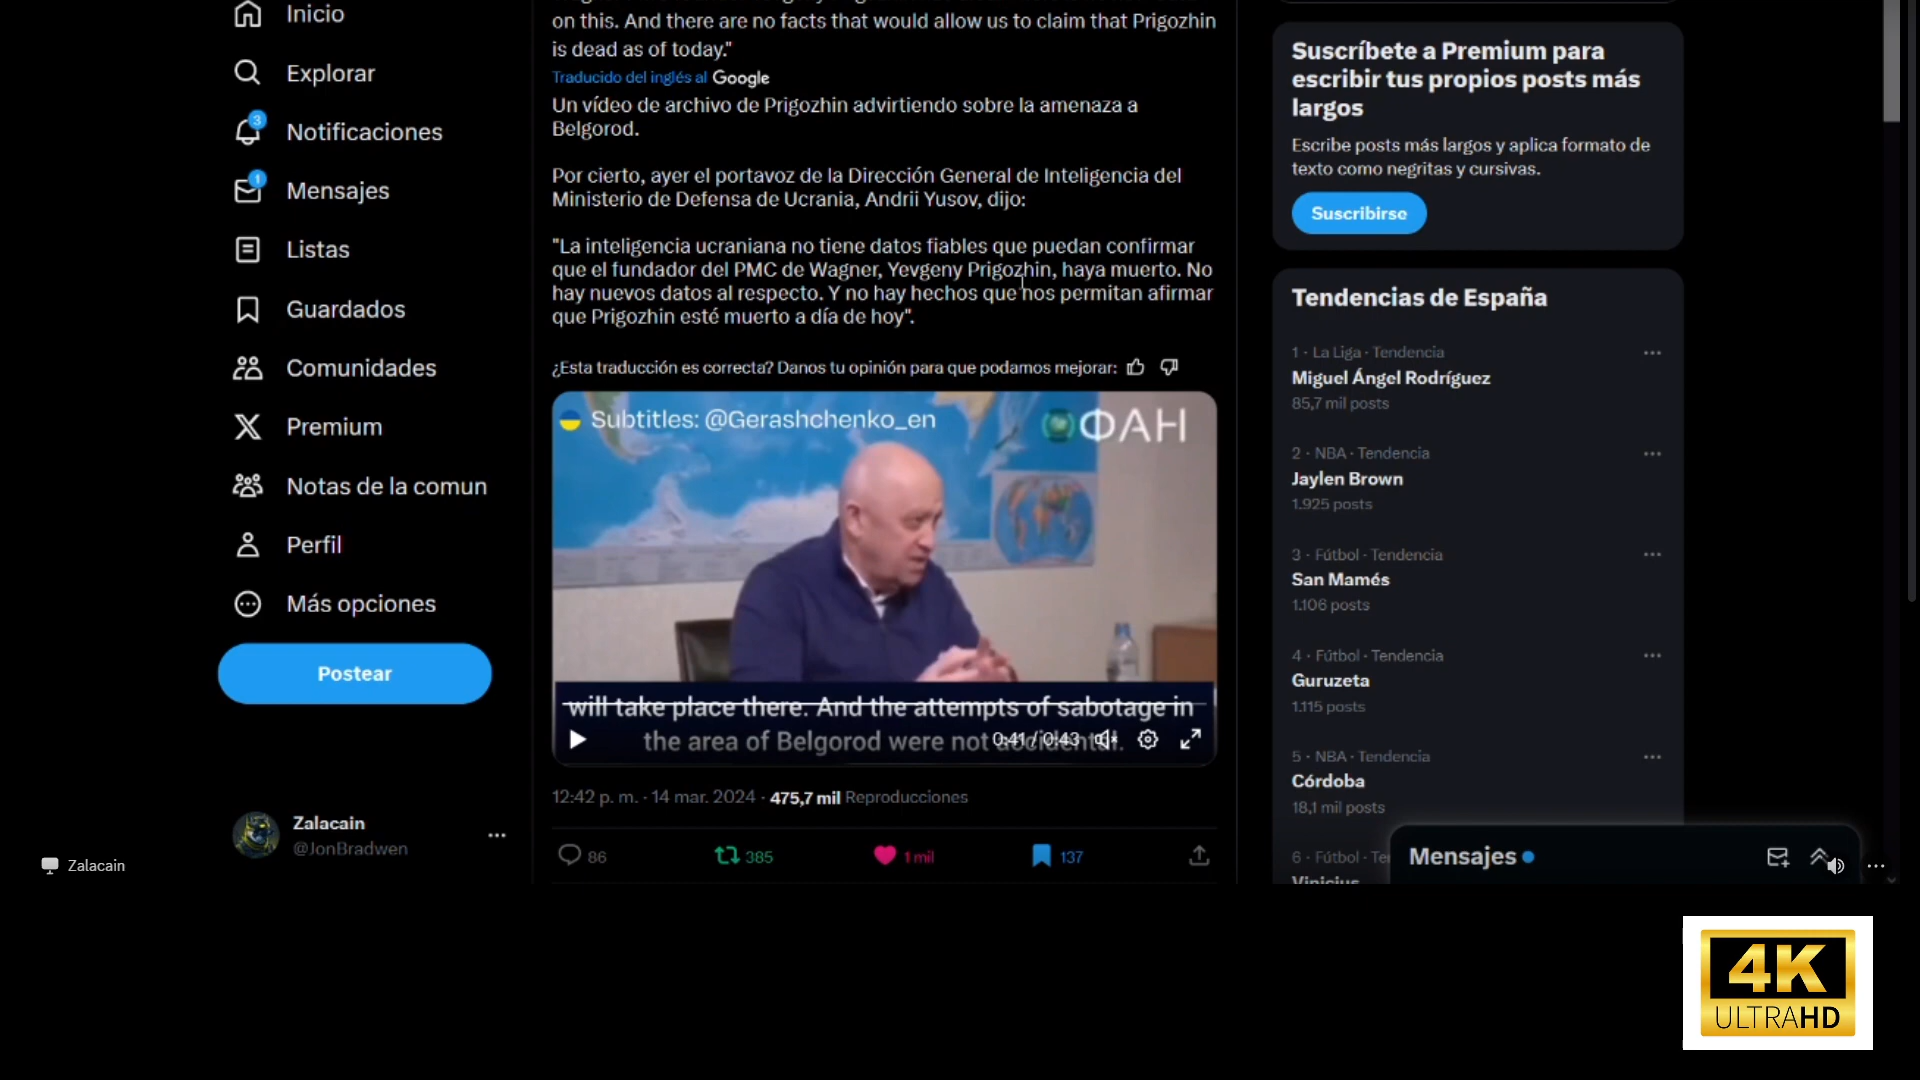 Inicio
Explorar
3
Notificaciones
1
Mensajes
Listas
Guardados
Comunidades
Premium
Notas de la comun
Perfil
Más opciones
Postear
Zalacain
@JonBradwen
Zalacain
on this. And there are no facts that would allow us to claim that Prigozhin
is dead as of today."
Traducido del inglés al Google
Un vídeo de archivo de Prigozhin advirtiendo sobre la amenaza a
Belgorod.
Por cierto, ayer el portavoz de la Dirección General de Inteligencia del
Ministerio de Defensa de Ucrania, Andrii Yusov, dijo:
"La inteligencia ucraniana no tiene datos fiables que puedan confirmar
que el fundador del PMC de Wagner, Yevgeny Prigozhin, haya muerto. No
hay nuevos datos al respecto. Y no hay hechos que nos permitan afirmar
que Prigozhin esté muerto a día de hoy".
¿Esta traducción es correcta? Danos tu opinión para que podamos mejorar:
Subtitles: @Gerashchenko_en
ФАН
will take place there. And the attempts of sabotage in
the area of Belgorod were not accidental.
0:41 / 0:43
12:42 p. m. · 14 mar. 2024 · 475,7 mil Reproducciones
86
385
1 mil
137
Suscríbete a Premium para
escribir tus propios posts más
largos
Escribe posts más largos y aplica formato de
texto como negritas y cursivas.
Suscribirse
Tendencias de España
1 · La Liga · Tendencia
Miguel Ángel Rodríguez
85,7 mil posts
2 · NBA · Tendencia
Jaylen Brown
1.925 posts
3 · Fútbol · Tendencia
San Mamés
1.106 posts
4 · Fútbol · Tendencia
Guruzeta
1.115 posts
5 · NBA · Tendencia
Córdoba
18,1 mil posts
6 · Fútbol · Te
Vinicius
Mensajes
4K
ULTRAHD